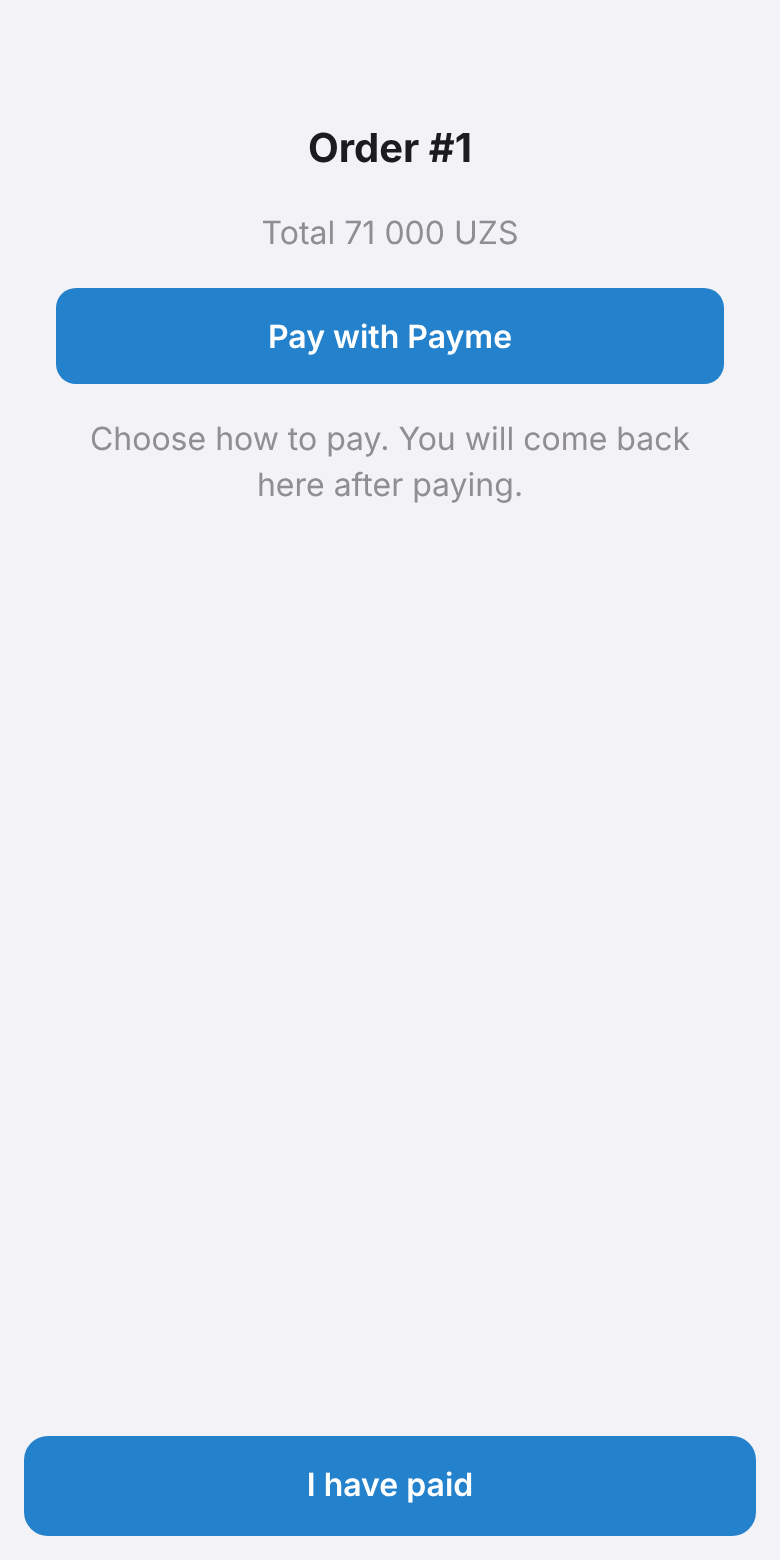 Order #1
Total 71 000 UZS
Pay with Payme
Choose how to pay. You will come back
here after paying.
I have paid